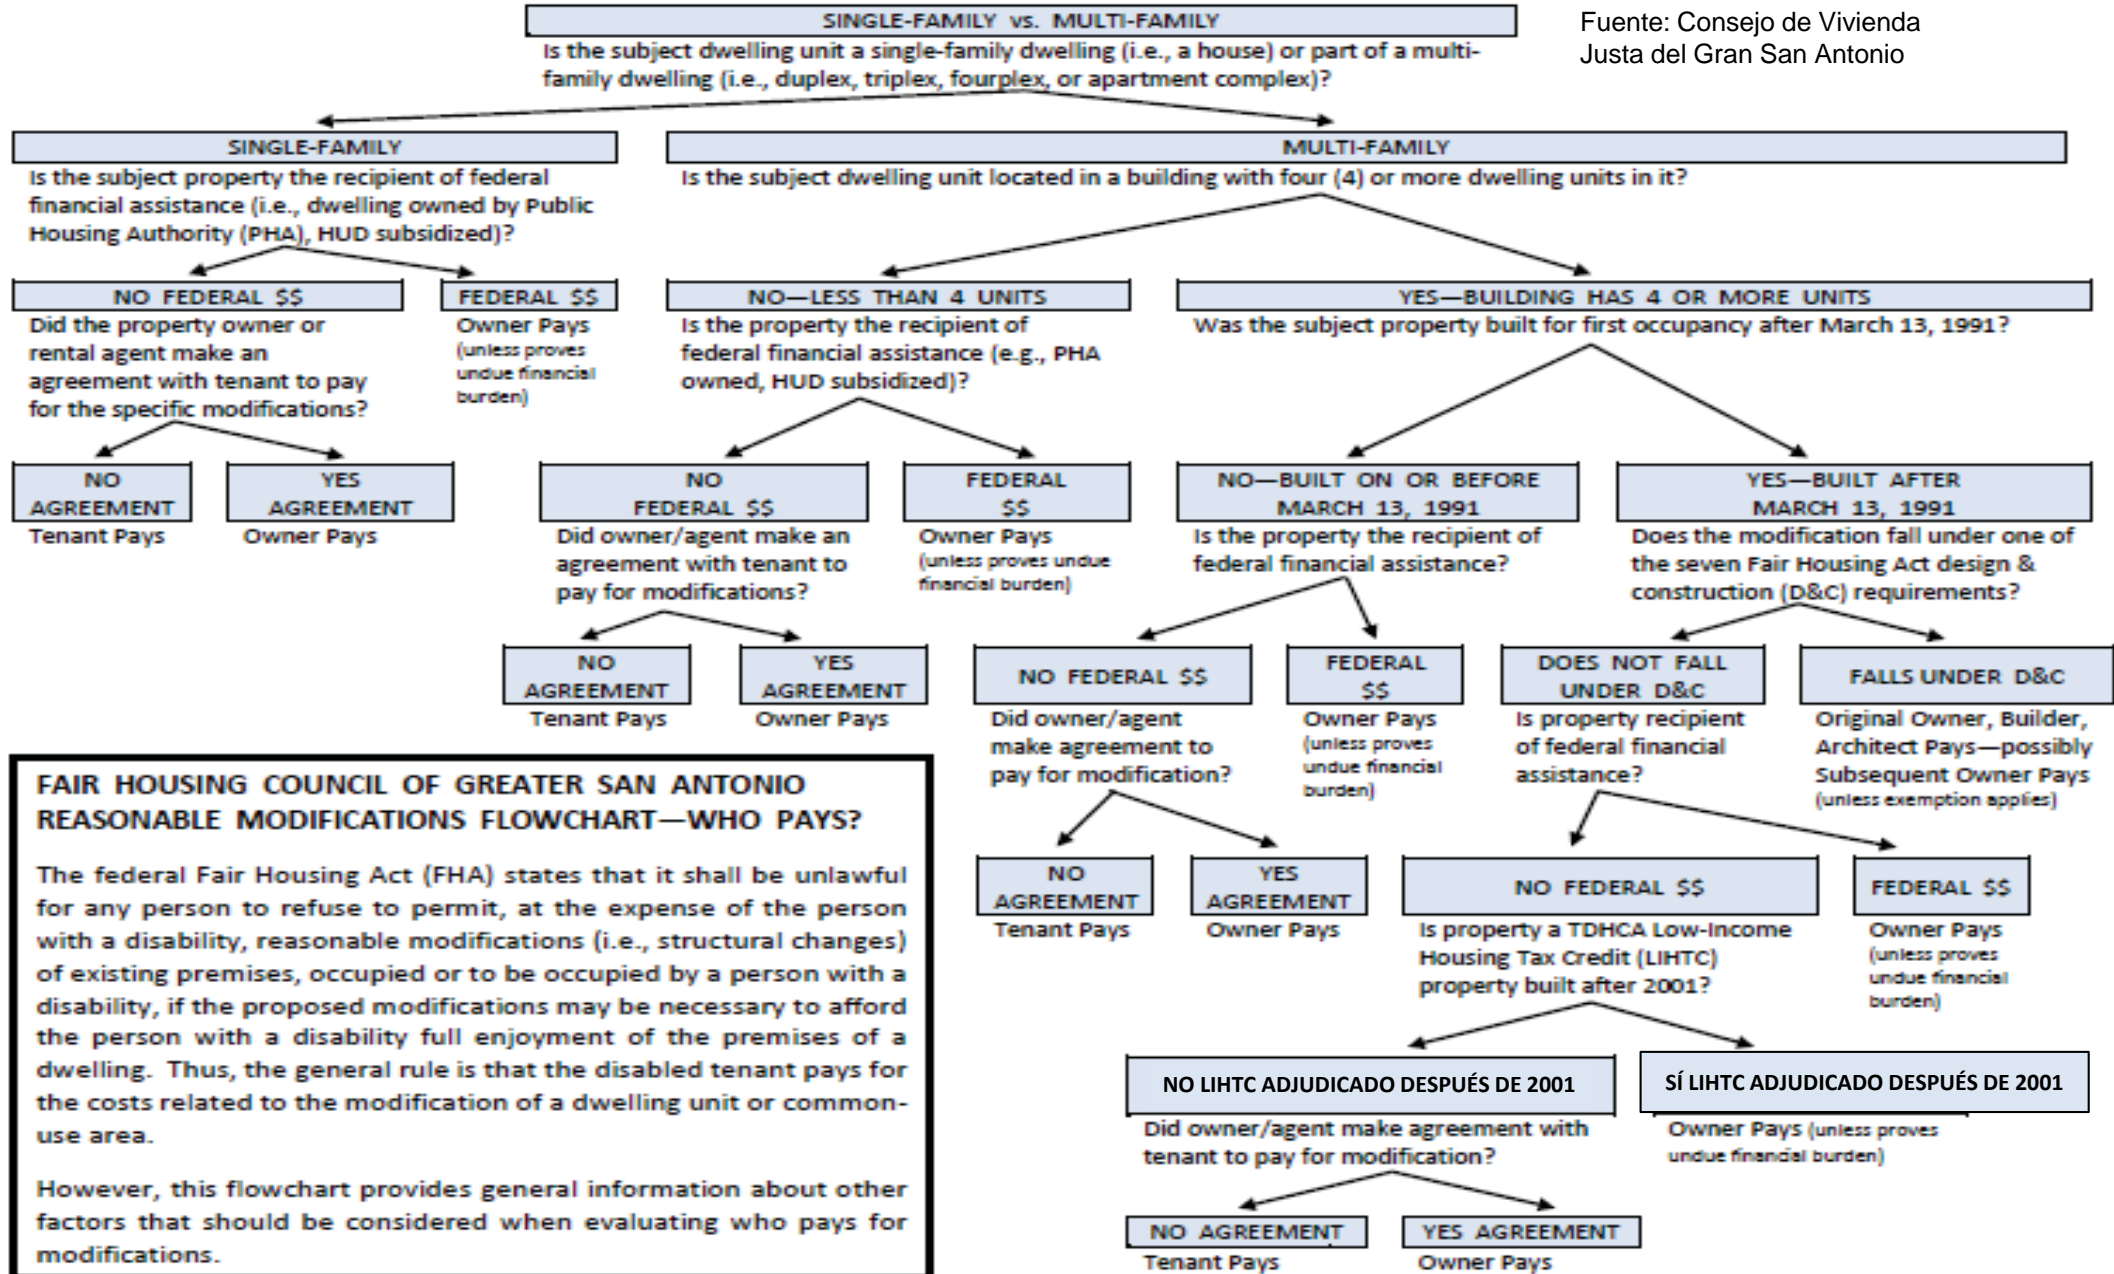 SINGLE-FAMILY vs. MULTI-FAMILY
Is the subject dwelling unit a single-family dwelling (i.e., a house) or part of a multi-
family dwelling (i.e., duplex, triplex, fourplex, or apartment complex)?
Fuente: Consejo de Vivienda
Justa del Gran San Antonio
SINGLE-FAMILY
Is the subject property the recipient of federal
financial assistance (i.e., dwelling owned by Public
Housing Authority (PHA), HUD subsidized)?
MULTI-FAMILY
Is the subject dwelling unit located in a building with four (4) or more dwelling units in it?
NO FEDERAL $$
Did the property owner or
rental agent make an
agreement with tenant to pay
for the specific modifications?
FEDERAL $$
Owner Pays
(unless proves
undue financial
burden)
NO—LESS THAN 4 UNITS
Is the property the recipient of
federal financial assistance (e.g., PHA
owned, HUD subsidized)?
YES—BUILDING HAS 4 OR MORE UNITS
Was the subject property built for first occupancy after March 13, 1991?
NO
AGREEMENT
Tenant Pays
YES
AGREEMENT
Owner Pays
NO
FEDERAL $$
Did owner/agent make an
agreement with tenant to
pay for modifications?
FEDERAL
$$
Owner Pays
(unless proves undue
financial burden)
NO—BUILT ON OR BEFORE
MARCH 13, 1991
Is the property the recipient of
federal financial assistance?
YES—BUILT AFTER
MARCH 13, 1991
Does the modification fall under one of
the seven Fair Housing Act design &
construction (D&C) requirements?
NO
AGREEMENT
Tenant Pays
YES
AGREEMENT
Owner Pays
NO FEDERAL $$
Did owner/agent
make agreement to
pay for modification?
FEDERAL
$$
Owner Pays
(unless proves
undue financial
burden)
DOES NOT FALL
UNDER D&C
Is property recipient
of federal financial
assistance?
FALLS UNDER D&C
Original Owner, Builder,
Architect Pays—possibly
Subsequent Owner Pays
(unless exemption applies)
NO
AGREEMENT
Tenant Pays
YES
AGREEMENT
Owner Pays
NO FEDERAL $$
Is property a TDHCA Low-Income
Housing Tax Credit (LIHTC)
property built after 2001?
FEDERAL $$
Owner Pays
(unless proves
undue financial
burden)
NO LIHTC ADJUDICADO DESPUÉS DE 2001
Did owner/agent make agreement with
tenant to pay for modification?
SÍ LIHTC ADJUDICADO DESPUÉS DE 2001
Owner Pays (unless proves
undue financial burden)
NO AGREEMENT
Tenant Pays
YES AGREEMENT
Owner Pays
FAIR HOUSING COUNCIL OF GREATER SAN ANTONIO
REASONABLE MODIFICATIONS FLOWCHART—WHO PAYS?
The federal Fair Housing Act (FHA) states that it shall be unlawful
for any person to refuse to permit, at the expense of the person
with a disability, reasonable modifications (i.e., structural changes)
of existing premises, occupied or to be occupied by a person with a
disability, if the proposed modifications may be necessary to afford
the person with a disability full enjoyment of the premises of a
dwelling. Thus, the general rule is that the disabled tenant pays for
the costs related to the modification of a dwelling unit or common-
use area.
However, this flowchart provides general information about other
factors that should be considered when evaluating who pays for
modifications.